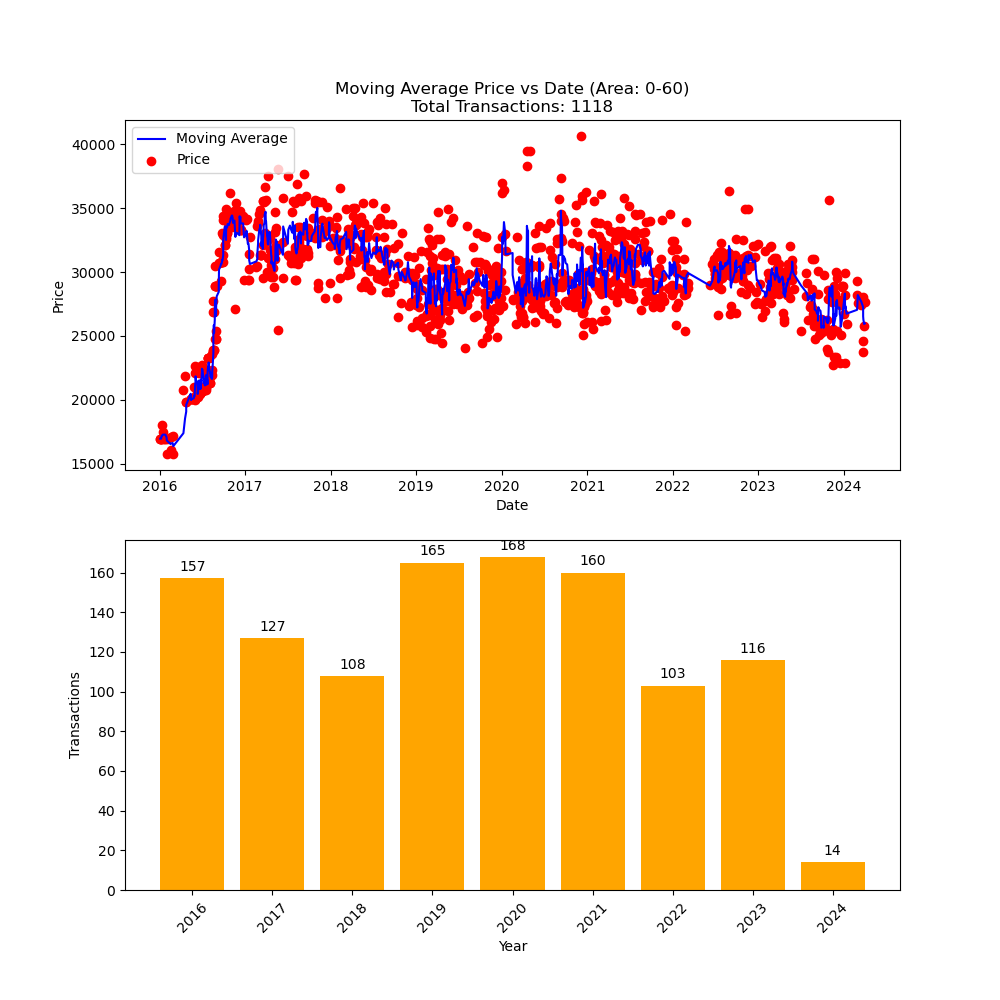 Moving Average Price vs Date (Area: 0-60)
Total Transactions: 1118
Moving Average
Price
40000
35000
30000
25000
20000
15000
Price
2016 2017 2018 2019 2020 2021 2022 2023 2024
Date
157
127
108
165
168
160
103
116
14
160
140
120
100
80
60
40
20
0
Transactions
2016 2017 2018 2019 2020 2021 2022 2023 2024
Year